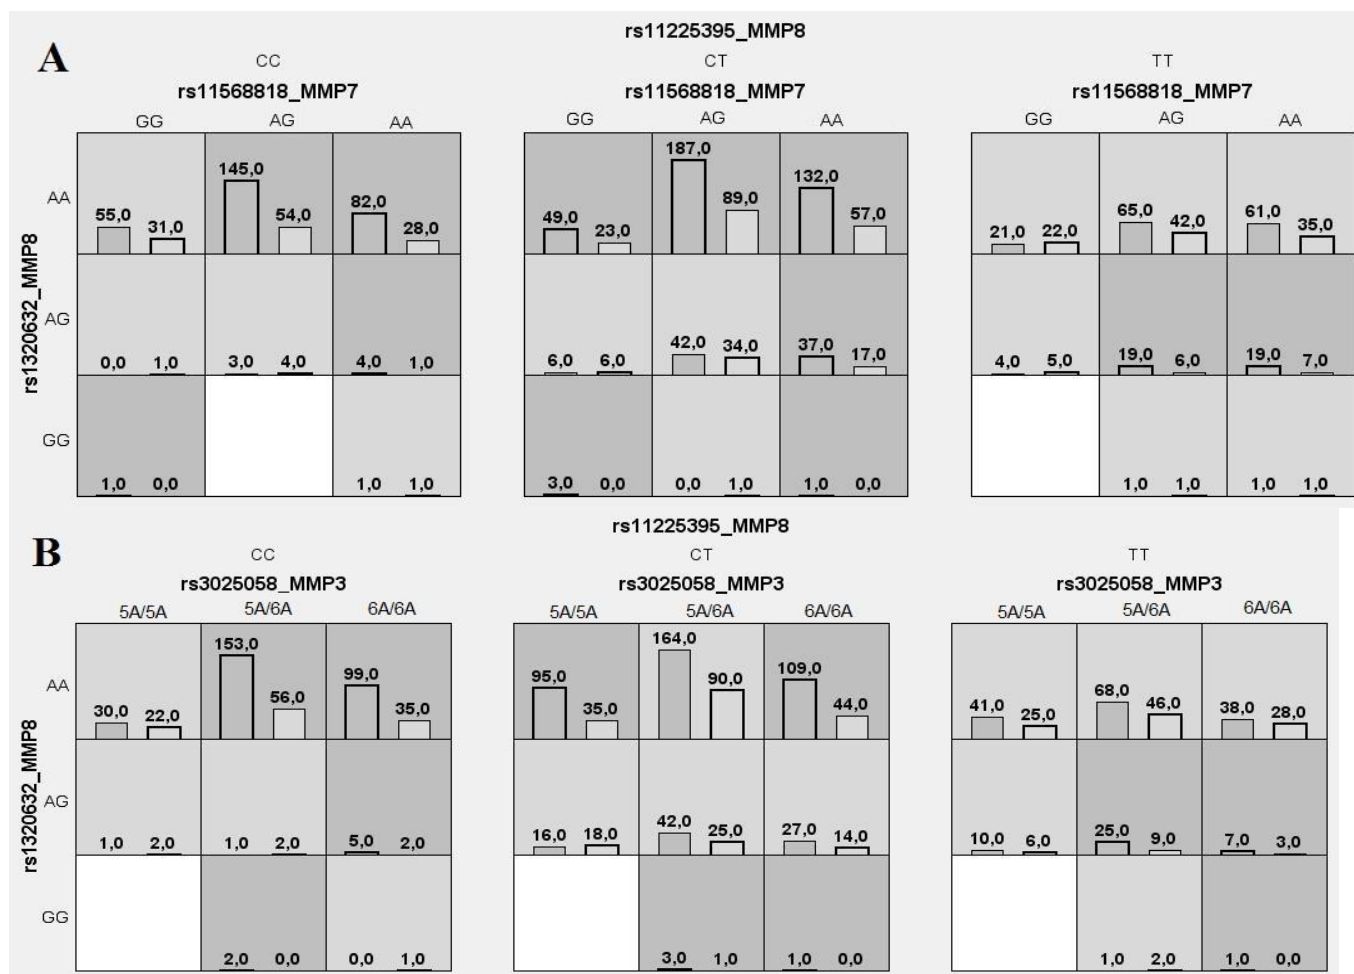 A
rs11225395_MMP8
CC CT TT
rs11568818_MMP7 rs11568818_MMP7 rs11568818_MMP7
GG AG AA GG AG AA GG AG AA
rs1320632_MMP8
AA
55,0 31,0 145,0 54,0 82,0 28,0 49,0 23,0 187,0 89,0 132,0 57,0 21,0 22,0 65,0 42,0 61,0 35,0
AG
0,0 1,0 3,0 4,0 4,0 1,0 6,0 6,0 42,0 34,0 37,0 17,0 4,0 5,0 19,0 6,0 19,0 7,0
GG
1,0 0,0 1,0 1,0 3,0 0,0 0,0 1,0 1,0 0,0 1,0 1,0 1,0 1,0
B
rs11225395_MMP8
CC CT TT
rs3025058_MMP3 rs3025058_MMP3 rs3025058_MMP3
5A/5A 5A/6A 6A/6A 5A/5A 5A/6A 6A/6A 5A/5A 5A/6A 6A/6A
rs1320632_MMP8
AA
30,0 22,0 153,0 56,0 99,0 35,0 95,0 35,0 164,0 90,0 109,0 44,0 41,0 25,0 68,0 46,0 38,0 28,0
AG
1,0 2,0 1,0 2,0 5,0 2,0 16,0 18,0 42,0 25,0 27,0 14,0 10,0 6,0 25,0 9,0 7,0 3,0
GG
2,0 0,0 0,0 1,0 3,0 1,0 1,0 0,0 1,0 2,0 1,0 0,0